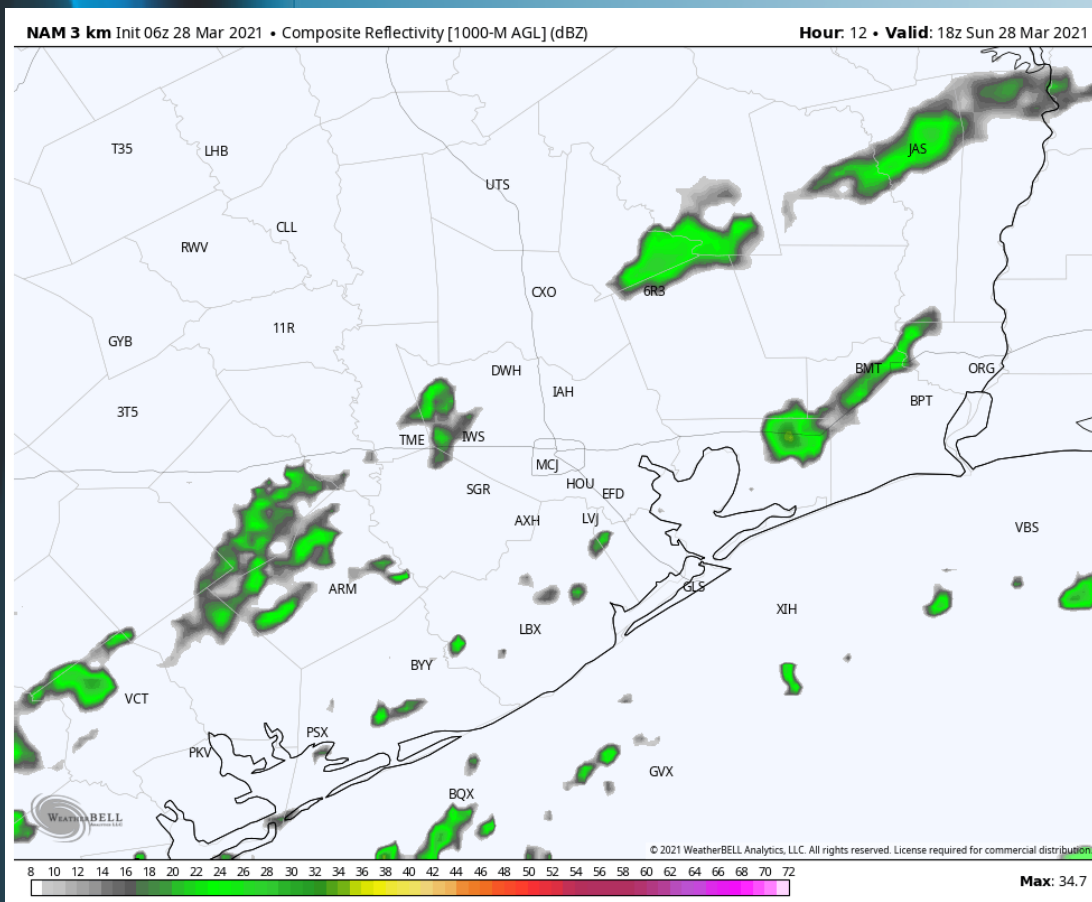 NAM 3 km Init 06z 28 Mar 2021 • Composite Reflectivity [1000-M AGL] (dBZ) Hour: 12 • Valid: 18z Sun 28 Mar 2021
T35 LHB JAS
UTS
CLL
RWV
CXO 6R3
11R
GYB
DWH BMT ORG
IAH BPT
3T5
TME IWS
MCJ
SGR HOU EFD
AXH LVJ VBS
ARM GLS
XIH
LBX
BYY
VCT
PSX
PKV GVX
BQX
WEATHERBELL
© 2021 WeatherBELL Analytics, LLC. All rights reserved. License required for commercial distribution.
8 10 12 14 16 18 20 22 24 26 28 30 32 34 36 38 40 42 44 46 48 50 52 54 56 58 60 62 64 66 68 70 72
Max: 34.7